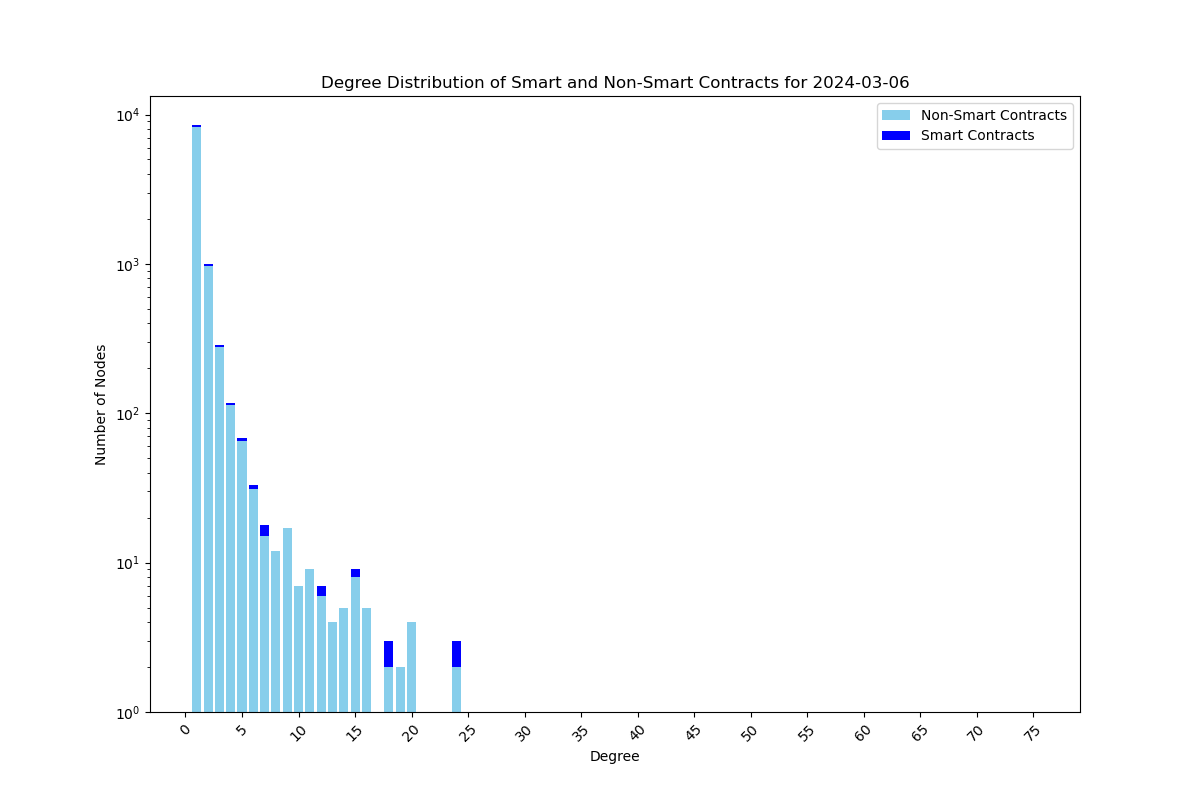 Degree Distribution of Smart and Non-Smart Contracts for 2024-03-06
Non-Smart Contracts
Smart Contracts
Number of Nodes
10⁴
10³
10²
10¹
10⁰
0 5 10 15 20 25 30 35 40 45 50 55 60 65 70 75
Degree